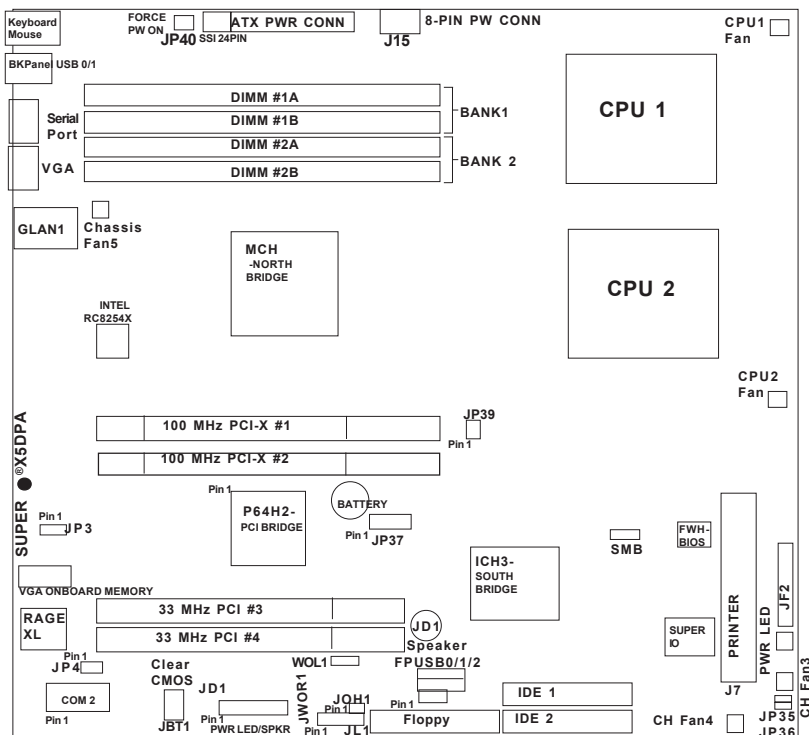 Keyboard
Mouse
FORCE
PW ON
JP40
SSI 24PIN
ATX PWR CONN
J15
8-PIN PW CONN
CPU1
Fan
BKPanel USB 0/1
Serial
Port
VGA
DIMM #1A
DIMM #1B
DIMM #2A
DIMM #2B
BANK1
BANK 2
CPU 1
GLAN1
Chassis
Fan5
MCH
-NORTH
BRIDGE
CPU 2
INTEL
RC8254X
CPU2
Fan
100 MHz PCI-X #1
JP39
Pin 1
100 MHz PCI-X #2
SUPER ●®X5DPA
Pin 1
P64H2-
PCI BRIDGE
BATTERY
Pin 1
JP37
Pin 1
JP3
SMB
FWH-
BIOS
ICH3-
SOUTH
BRIDGE
VGA ONBOARD MEMORY
RAGE
XL
33 MHz PCI #3
33 MHz PCI #4
JD1
Speaker
SUPER
IO
PRINTER
J7
PWR LED
JF2
CH Fan3
Pin 1
JP4
Clear
CMOS
WOL1
FPUSB0/1/2
COM 2
Pin 1
JBT1
JD1
Pin 1
PWR LED/SPKR
JWOR1
JOH1
Pin 1
JL1
Pin 1
Floppy
IDE 1
IDE 2
CH Fan4
JP35
JP36